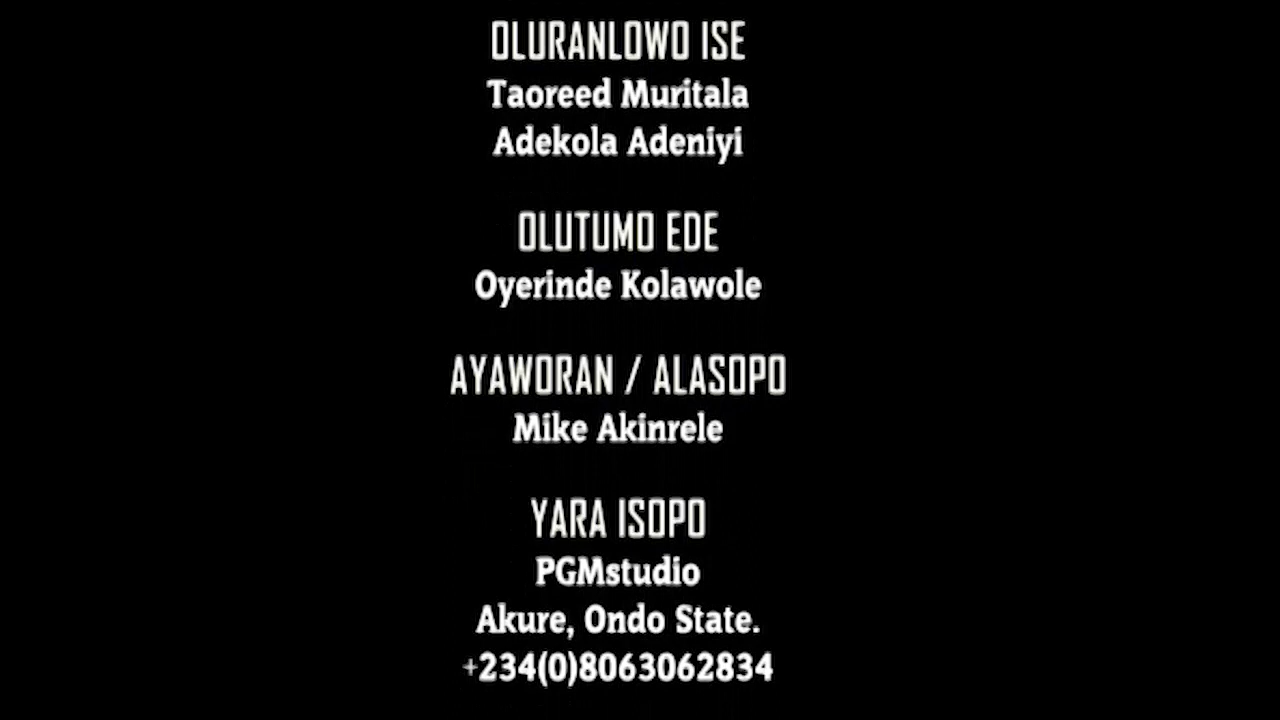 OLURANLOWO ISE
Taoreed Muritala
Adekola Adeniyi
OLUTUMO EDE
Oyerinde Kolawole
AYAWORAN / ALASOPO
Mike Akinrele
YARA ISOPO
PGMstudio
Akure, Ondo State.
+234(0)8063062834